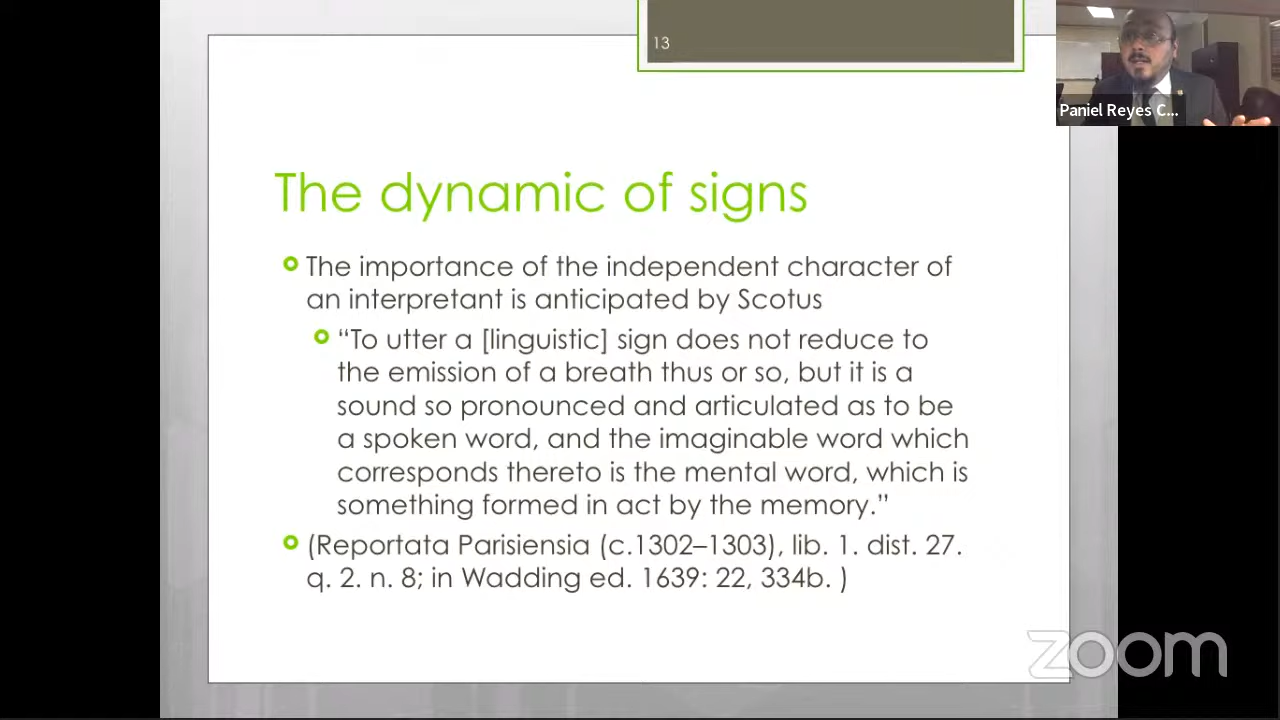 13
Paniel Reyes C...
The dynamic of signs
The importance of the independent character of
an interpretant is anticipated by Scotus
“To utter a [linguistic] sign does not reduce to
the emission of a breath thus or so, but it is a
sound so pronounced and articulated as to be
a spoken word, and the imaginable word which
corresponds thereto is the mental word, which is
something formed in act by the memory.”
(Reportata Parisiensia (c.1302–1303), lib. 1. dist. 27.
q. 2. n. 8; in Wadding ed. 1639: 22, 334b. )
zoom